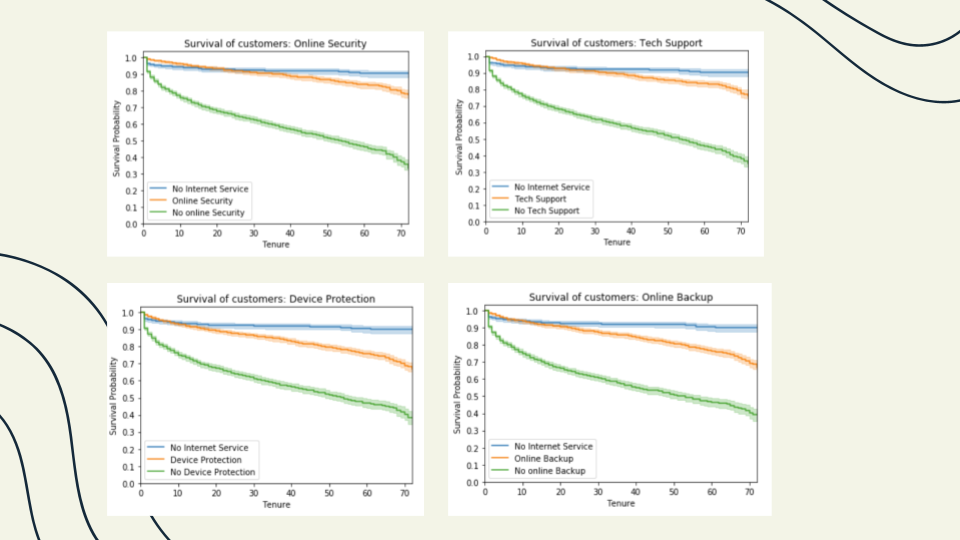 Survival of customers: Online Security
1.0
0.9
0.8
0.7
0.6
0.5
0.4
0.3
0.2
0.1
0.0
Survival Probability
No Internet Service
Online Security
No online Security
0 10 20 30 40 50 60 70
Tenure
Survival of customers: Tech Support
1.0
0.9
0.8
0.7
0.6
0.5
0.4
0.3
0.2
0.1
0.0
Survival Probability
No Internet Service
Tech Support
No Tech Support
0 10 20 30 40 50 60 70
Tenure
Survival of customers: Device Protection
1.0
0.9
0.8
0.7
0.6
0.5
0.4
0.3
0.2
0.1
0.0
Survival Probability
No Internet Service
Device Protection
No Device Protection
0 10 20 30 40 50 60 70
Tenure
Survival of customers: Online Backup
1.0
0.9
0.8
0.7
0.6
0.5
0.4
0.3
0.2
0.1
0.0
Survival Probability
No Internet Service
Online Backup
No online Backup
0 10 20 30 40 50 60 70
Tenure